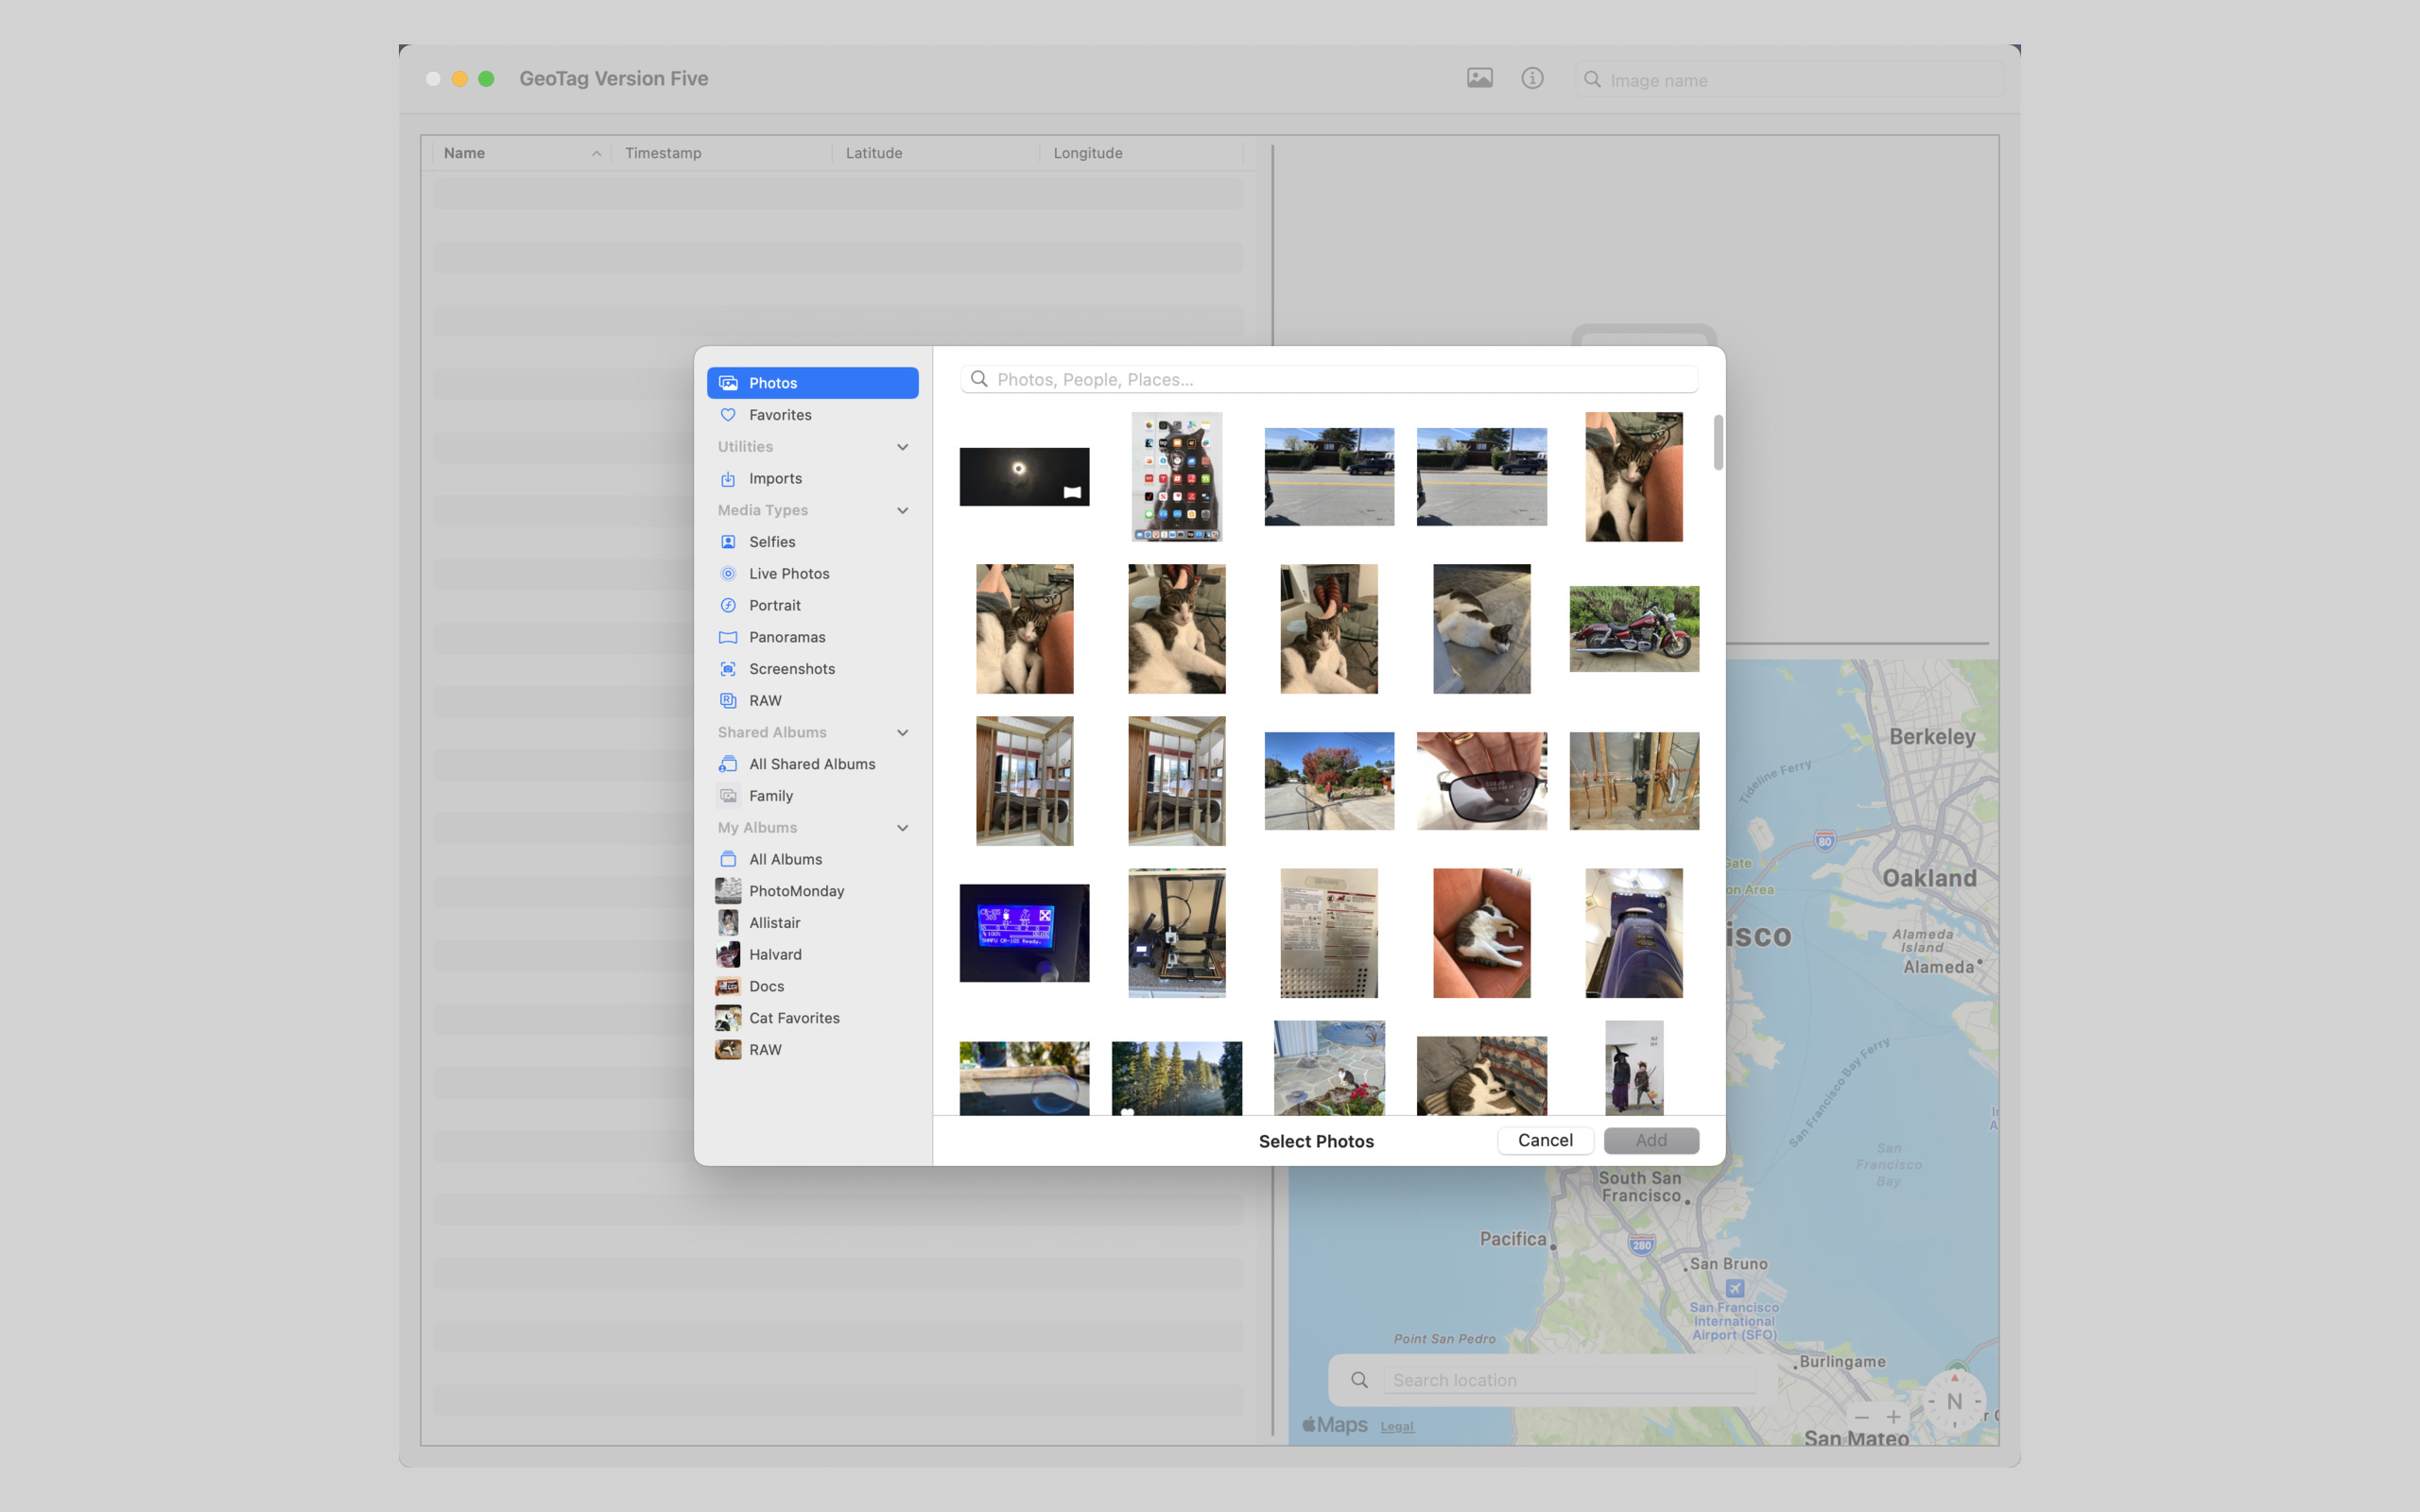 GeoTag Version Five
Image name
Name
Timestamp
Latitude
Longitude
Photos
Favorites
Utilities
Imports
Media Types
Selfies
Live Photos
Portrait
Panoramas
Screenshots
RAW
Shared Albums
All Shared Albums
Family
My Albums
All Albums
PhotoMonday
Allistair
Halvard
Docs
Cat Favorites
RAW
Photos, People, Places...
Select Photos
Cancel
Add
Berkeley
Tideline Ferry
80
Gate
on Area
Oakland
isco
Alameda
Island
Alameda
San Francisco Bay Ferry
San
Francisco
Bay
South San
Francisco
Pacifica
280
San Bruno
San Francisco
International
Airport (SFO)
Point San Pedro
Burlingame
Search location
N
Maps
Legal
San Mateo